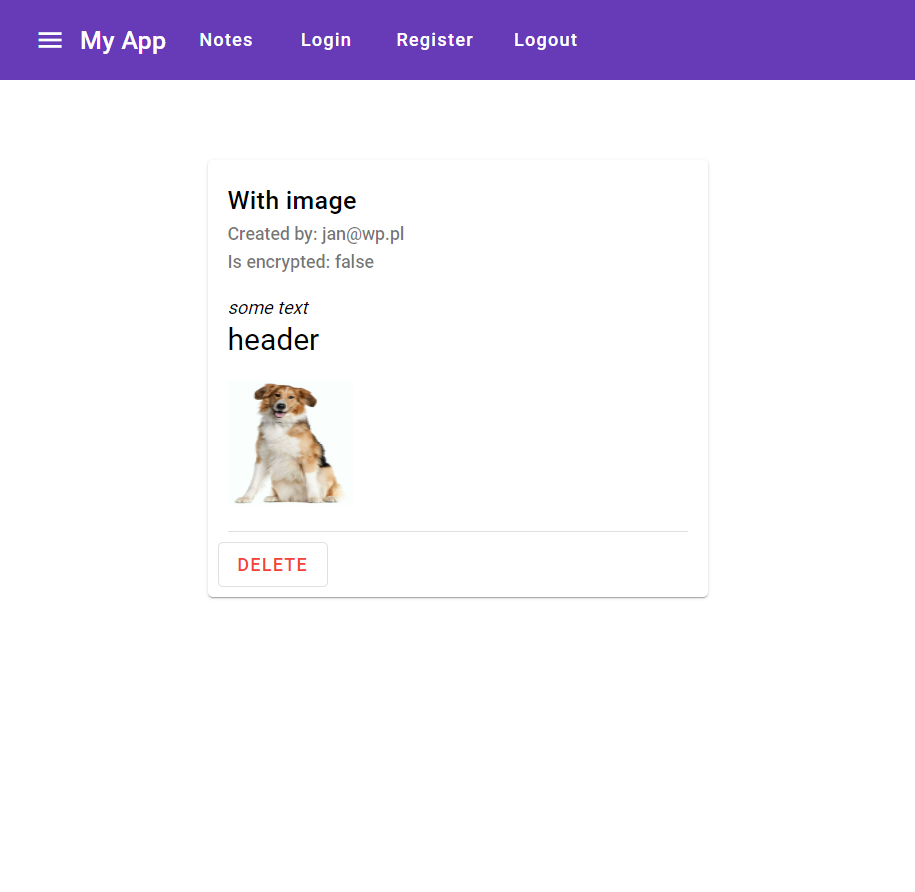 My App Notes Login Register Logout
With image
Created by: jan@wp.pl
Is encrypted: false
some text
header
DELETE